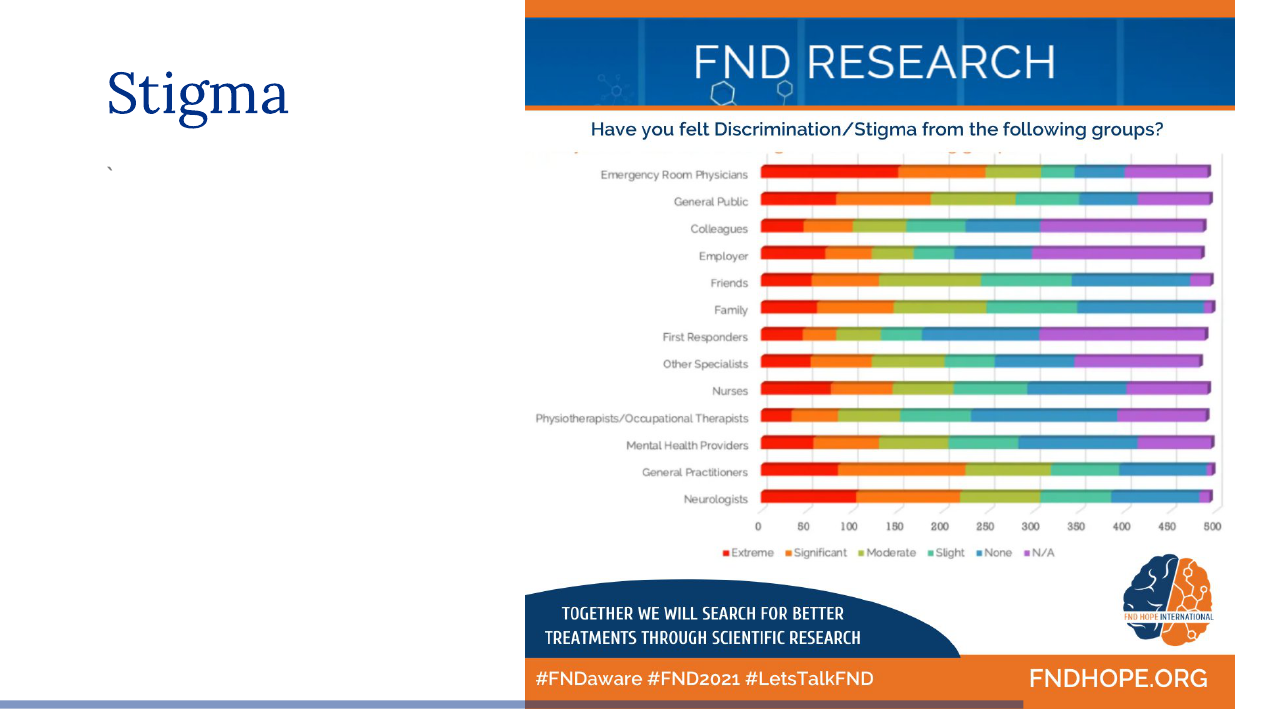 Stigma
`
FND RESEARCH
Have you felt Discrimination/Stigma from the following groups?
Emergency Room Physicians
General Public
Colleagues
Employer
Friends
Family
First Responders
Other Specialists
Nurses
Physiotherapists/Occupational Therapists
Mental Health Providers
General Practitioners
Neurologists
0 50 100 150 200 250 300 350 400 450 500
Extreme Significant Moderate Slight None N/A
FND HOPE INTERNATIONAL
TOGETHER WE WILL SEARCH FOR BETTER
TREATMENTS THROUGH SCIENTIFIC RESEARCH
#FNDaware #FND2021 #LetsTalkFND
FNDHOPE.ORG